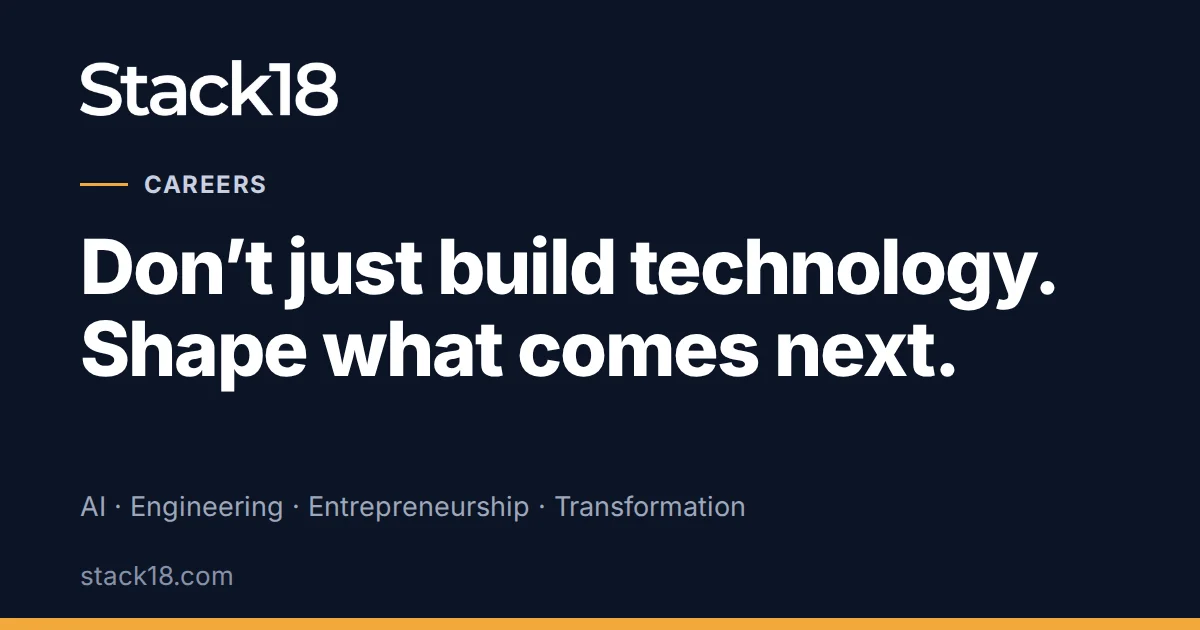 Stack18
CAREERS
Don’t just build technology.
Shape what comes next.
AI · Engineering · Entrepreneurship · Transformation
stack18.com